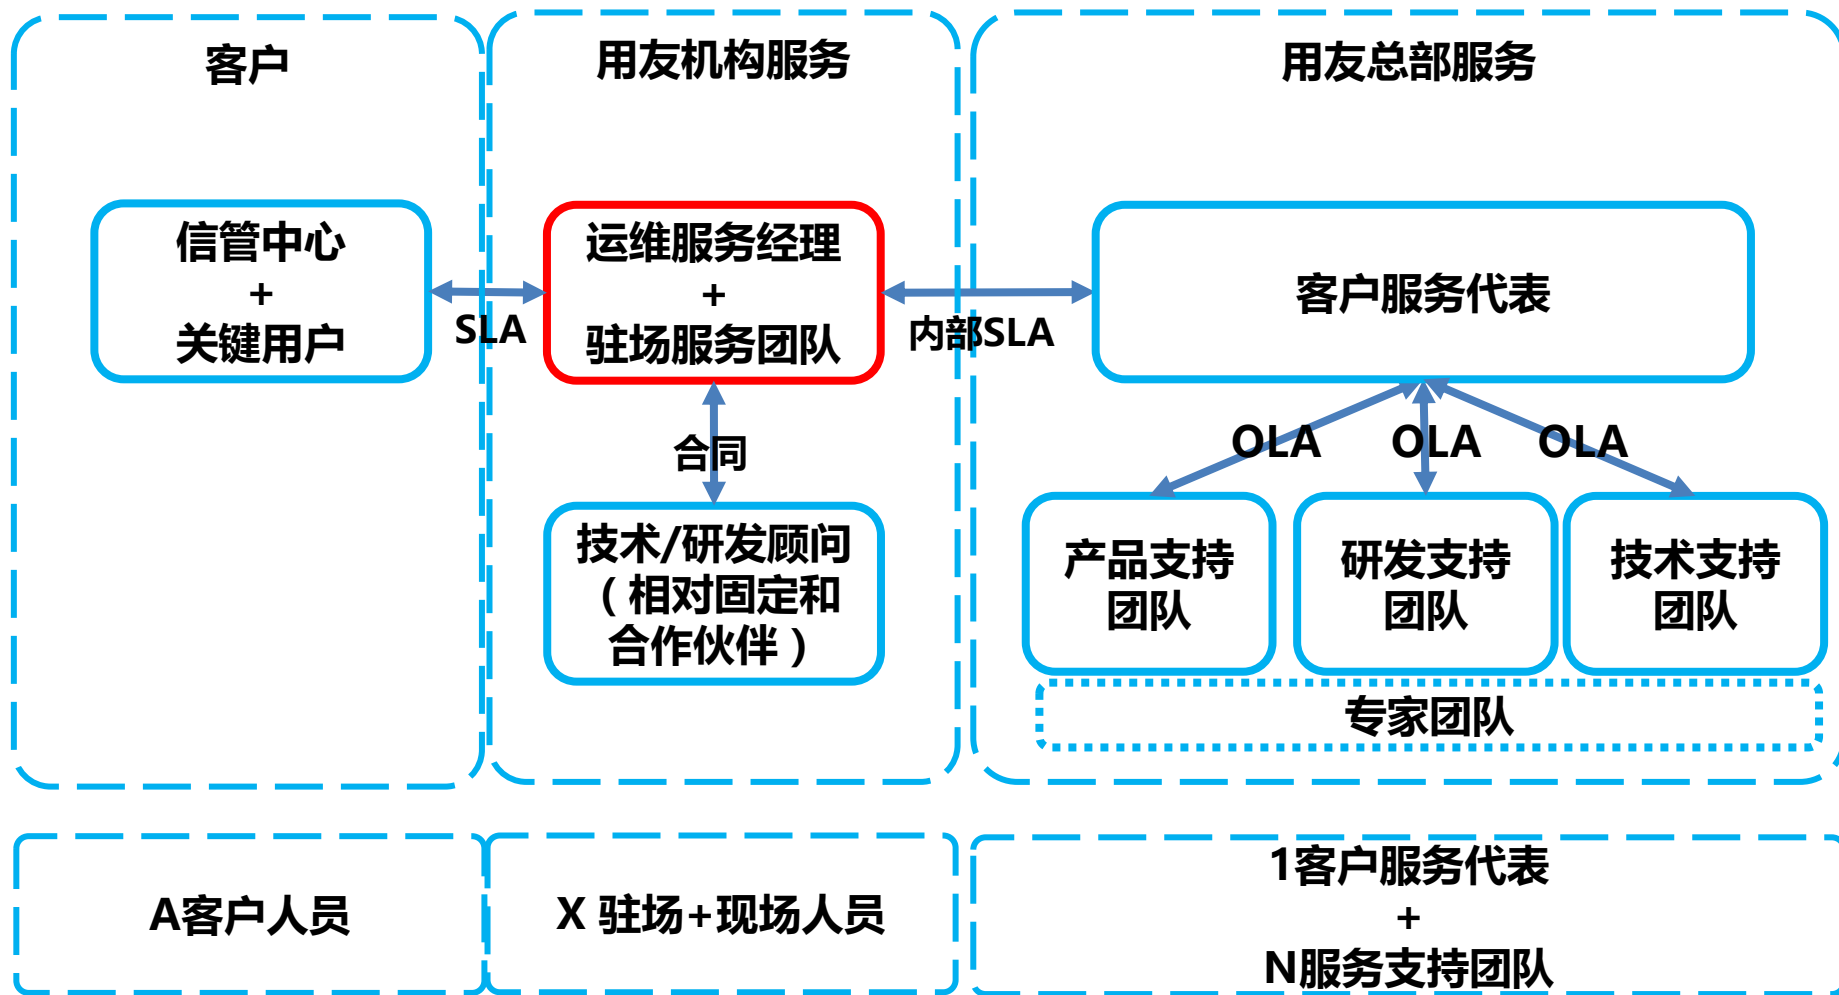 客户
用友机构服务
用友总部服务
信管中心
+
关键用户
SLA
运维服务经理
+
驻场服务团队
内部SLA
客户服务代表
合同
OLA
OLA
OLA
技术/研发顾问
（相对固定和
合作伙伴）
产品支持
团队
研发支持
团队
技术支持
团队
专家团队
A客户人员
X 驻场+现场人员
1客户服务代表
+
N服务支持团队